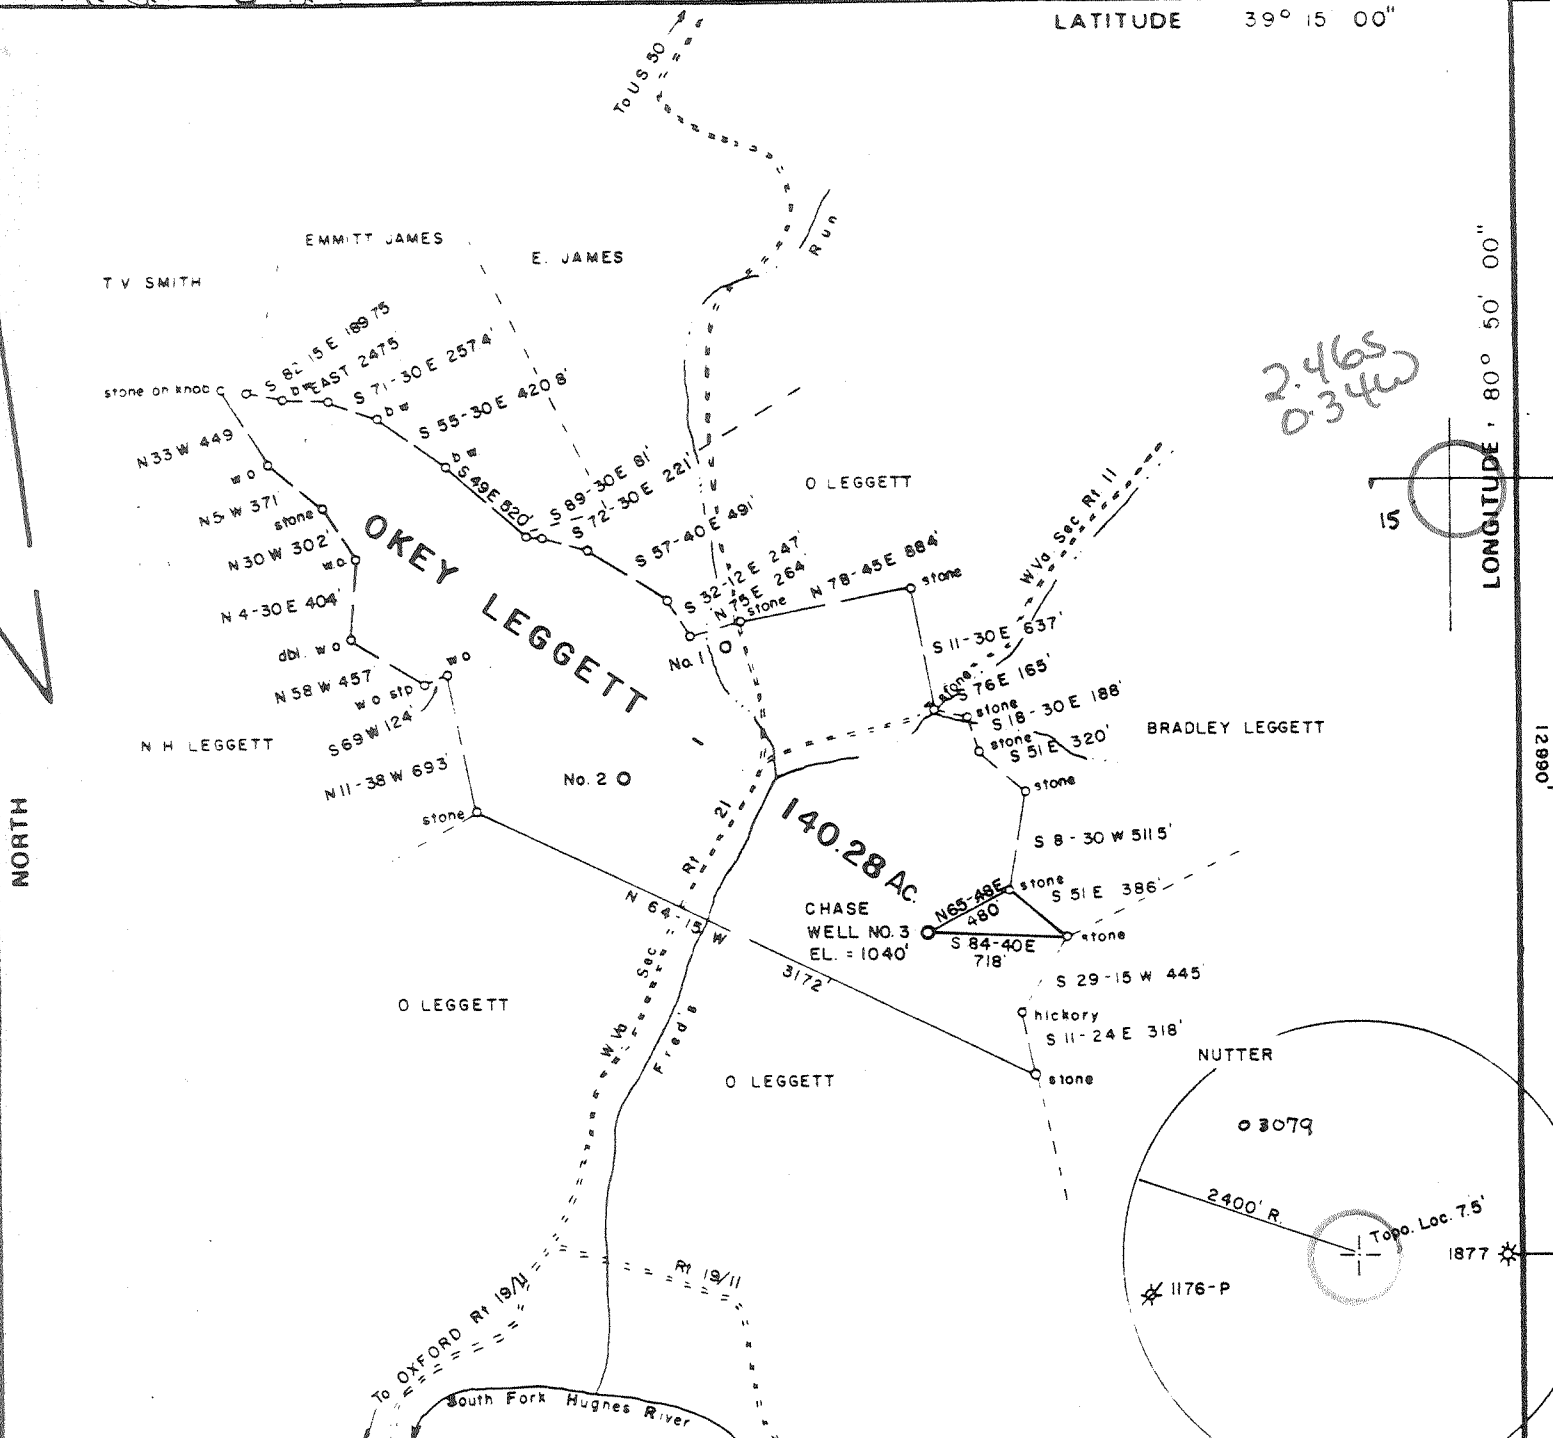 LATITUDE 39° 15' 00"
To US 50
Run
EMMITT JAMES
E. JAMES
T V SMITH
LONGITUDE 80° 50' 00"
2.46S
0.34W
15
12990'
NORTH
stone on knob
S 82 15 E 189 75
b w
EAST 247 5
S 71-30 E 257 4'
b w
S 55-30 E 420 8'
b w
S 49 E 520'
S 89-30 E 81'
S 72-30 E 221'
S 57-40 E 491'
S 32-12 E 247'
N 75 E 264'
stone
N 78-45 E 884'
stone
O LEGGETT
W Va Sec Rt 11
N 33 W 449
w o
N 5 W 371'
stone
N 30 W 302'
w o
N 4-30 E 404'
dbl. w o
N 58 W 457'
w o stp
w o
S 69 W 124'
N 11-38 W 693'
stone
N H LEGGETT
OKEY LEGGETT
140.28 AC.
No. 1
No. 2
S 11-30 E 637'
stone
S 76 E 165'
stone
S 18-30 E 188'
stone
S 51 E 320'
stone
BRADLEY LEGGETT
S 8-30 W 511 5'
stone
S 51 E 386'
stone
N 65-48 E
480'
S 84-40 E
718'
CHASE
WELL NO. 3
EL. = 1040'
S 29-15 W 445'
hickory
S 11-24 E 318'
stone
N 64-15 W
3172'
W Va Sec Rt 21
Fred's
O LEGGETT
O LEGGETT
NUTTER
3079
2400' R.
Topo. Loc. 7.5'
1877
1176-P
Rt 19/11
To OXFORD Rt 19/11
South Fork Hughes River